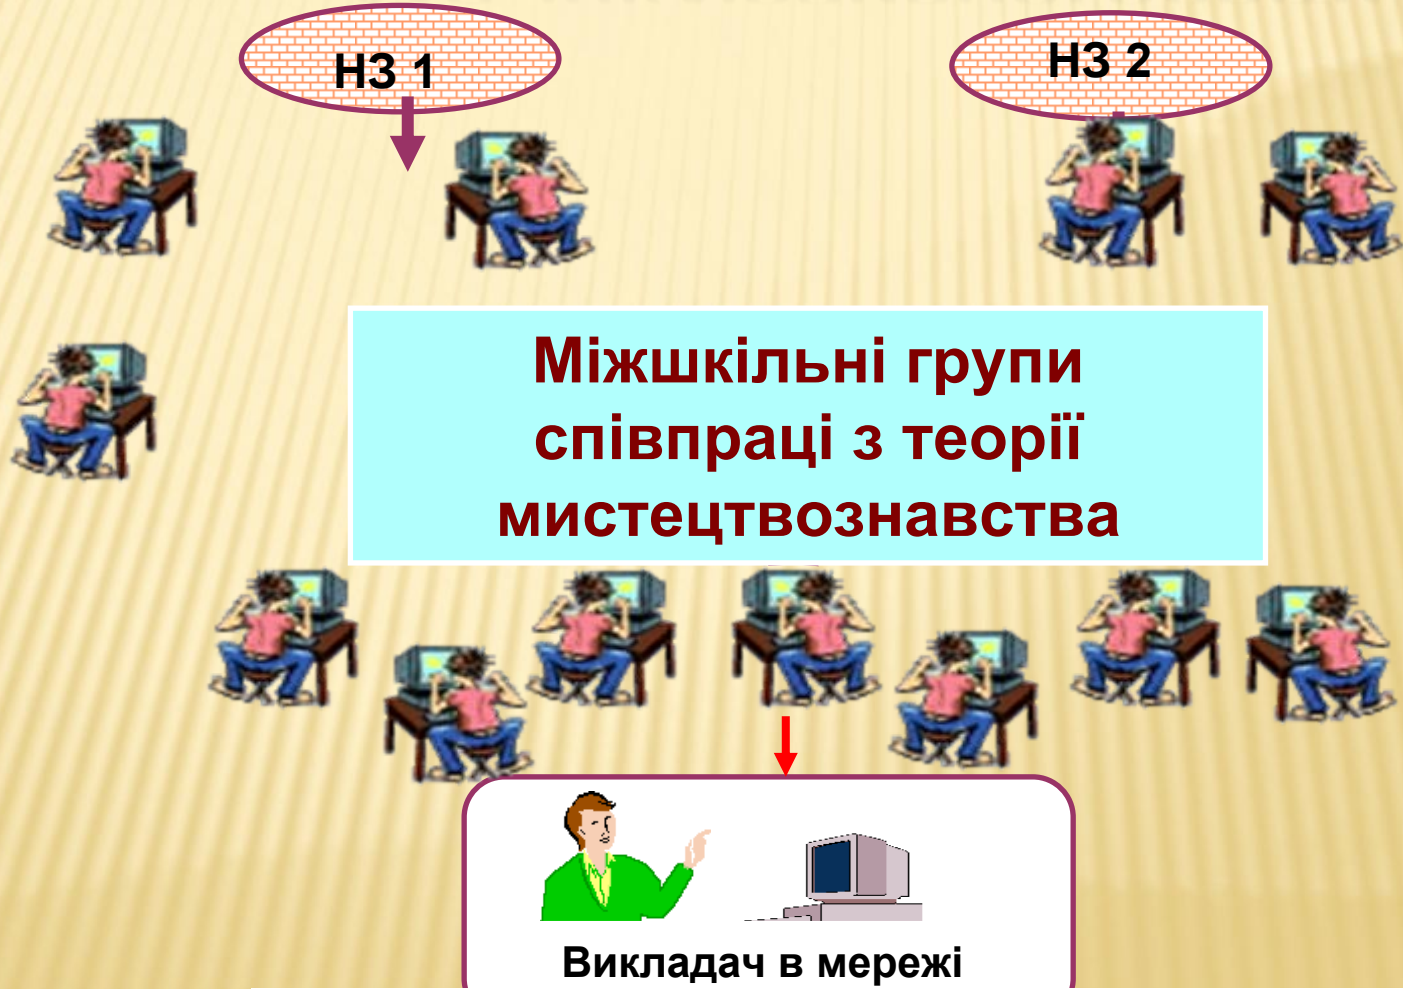 НЗ 1
НЗ 2
Міжшкільні групи
співпраці з теорії
мистецтвознавства
Викладач в мережі